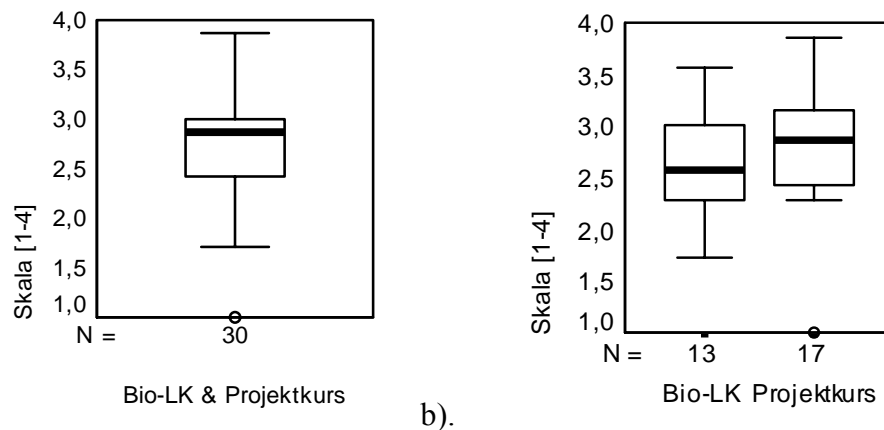 4,0
3,5
3,0
2,5
2,0
1,5
1,0
Skala [1-4]
N = 30
Bio-LK & Projektkurs
b).
4,0
3,5
3,0
2,5
2,0
1,5
1,0
Skala [1-4]
N = 13 17
Bio-LK Projektkurs